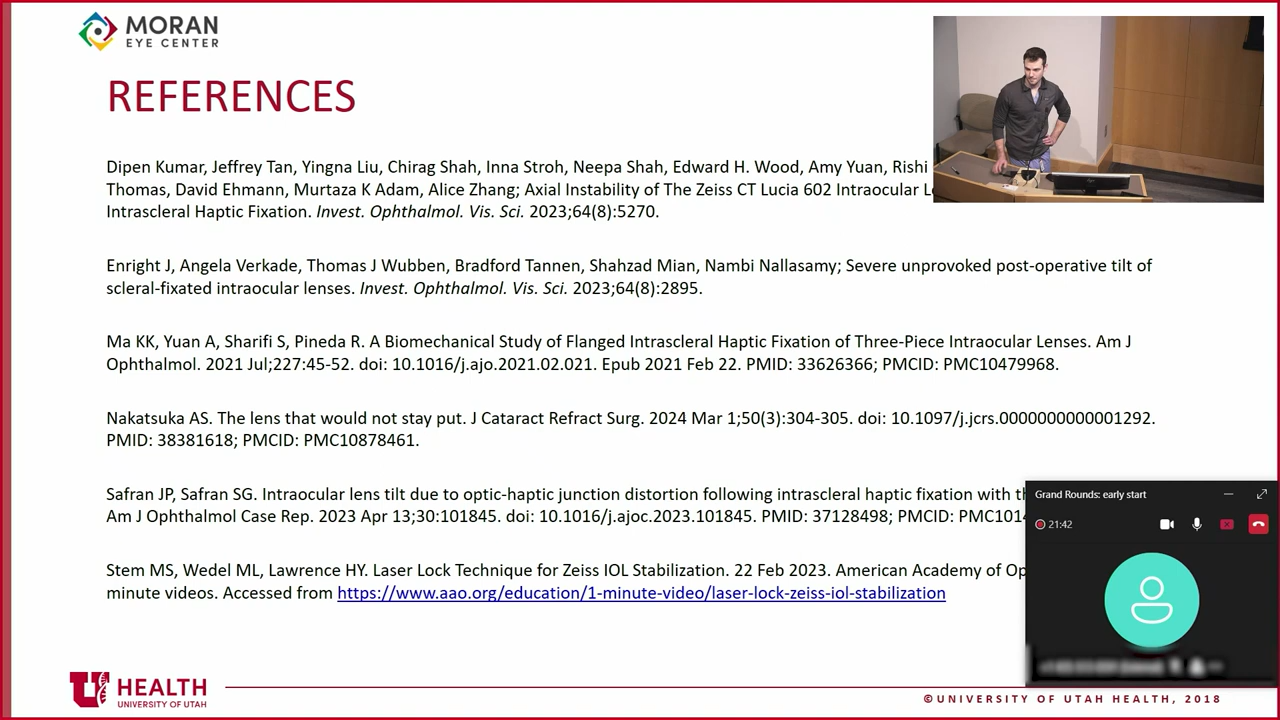 MORAN
EYE CENTER
REFERENCES
Dipen Kumar, Jeffrey Tan, Yingna Liu, Chirag Shah, Inna Stroh, Neepa Shah, Edward H. Wood, Amy Yuan, Rishi
Thomas, David Ehmann, Murtaza K Adam, Alice Zhang; Axial Instability of The Zeiss CT Lucia 602 Intraocular
Intrascleral Haptic Fixation. Invest. Ophthalmol. Vis. Sci. 2023;64(8):5270.
Enright J, Angela Verkade, Thomas J Wubben, Bradford Tannen, Shahzad Mian, Nambi Nallasamy; Severe unprovoked post-operative tilt of
scleral-fixated intraocular lenses. Invest. Ophthalmol. Vis. Sci. 2023;64(8):2895.
Ma KK, Yuan A, Sharifi S, Pineda R. A Biomechanical Study of Flanged Intrascleral Haptic Fixation of Three-Piece Intraocular Lenses. Am J
Ophthalmol. 2021 Jul;227:45-52. doi: 10.1016/j.ajo.2021.02.021. Epub 2021 Feb 22. PMID: 33626366; PMCID: PMC10479968.
Nakatsuka AS. The lens that would not stay put. J Cataract Refract Surg. 2024 Mar 1;50(3):304-305. doi: 10.1097/j.jcrs.0000000000001292.
PMID: 38381618; PMCID: PMC10878461.
Safran JP, Safran SG. Intraocular lens tilt due to optic-haptic junction distortion following intrascleral haptic fixation with
Am J Ophthalmol Case Rep. 2023 Apr 13;30:101845. doi: 10.1016/j.ajoc.2023.101845. PMID: 37128498; PMCID:
Stem MS, Wedel ML, Lawrence HY. Laser Lock Technique for Zeiss IOL Stabilization. 22 Feb 2023. American Academy of
minute videos. Accessed from https://www.aao.org/education/1-minute-video/laser-lock-zeiss-iol-stabilization
Grand Rounds: early start
21:42
U HEALTH
UNIVERSITY OF UTAH
©UNIVERSITY OF UTAH HEALTH, 2018